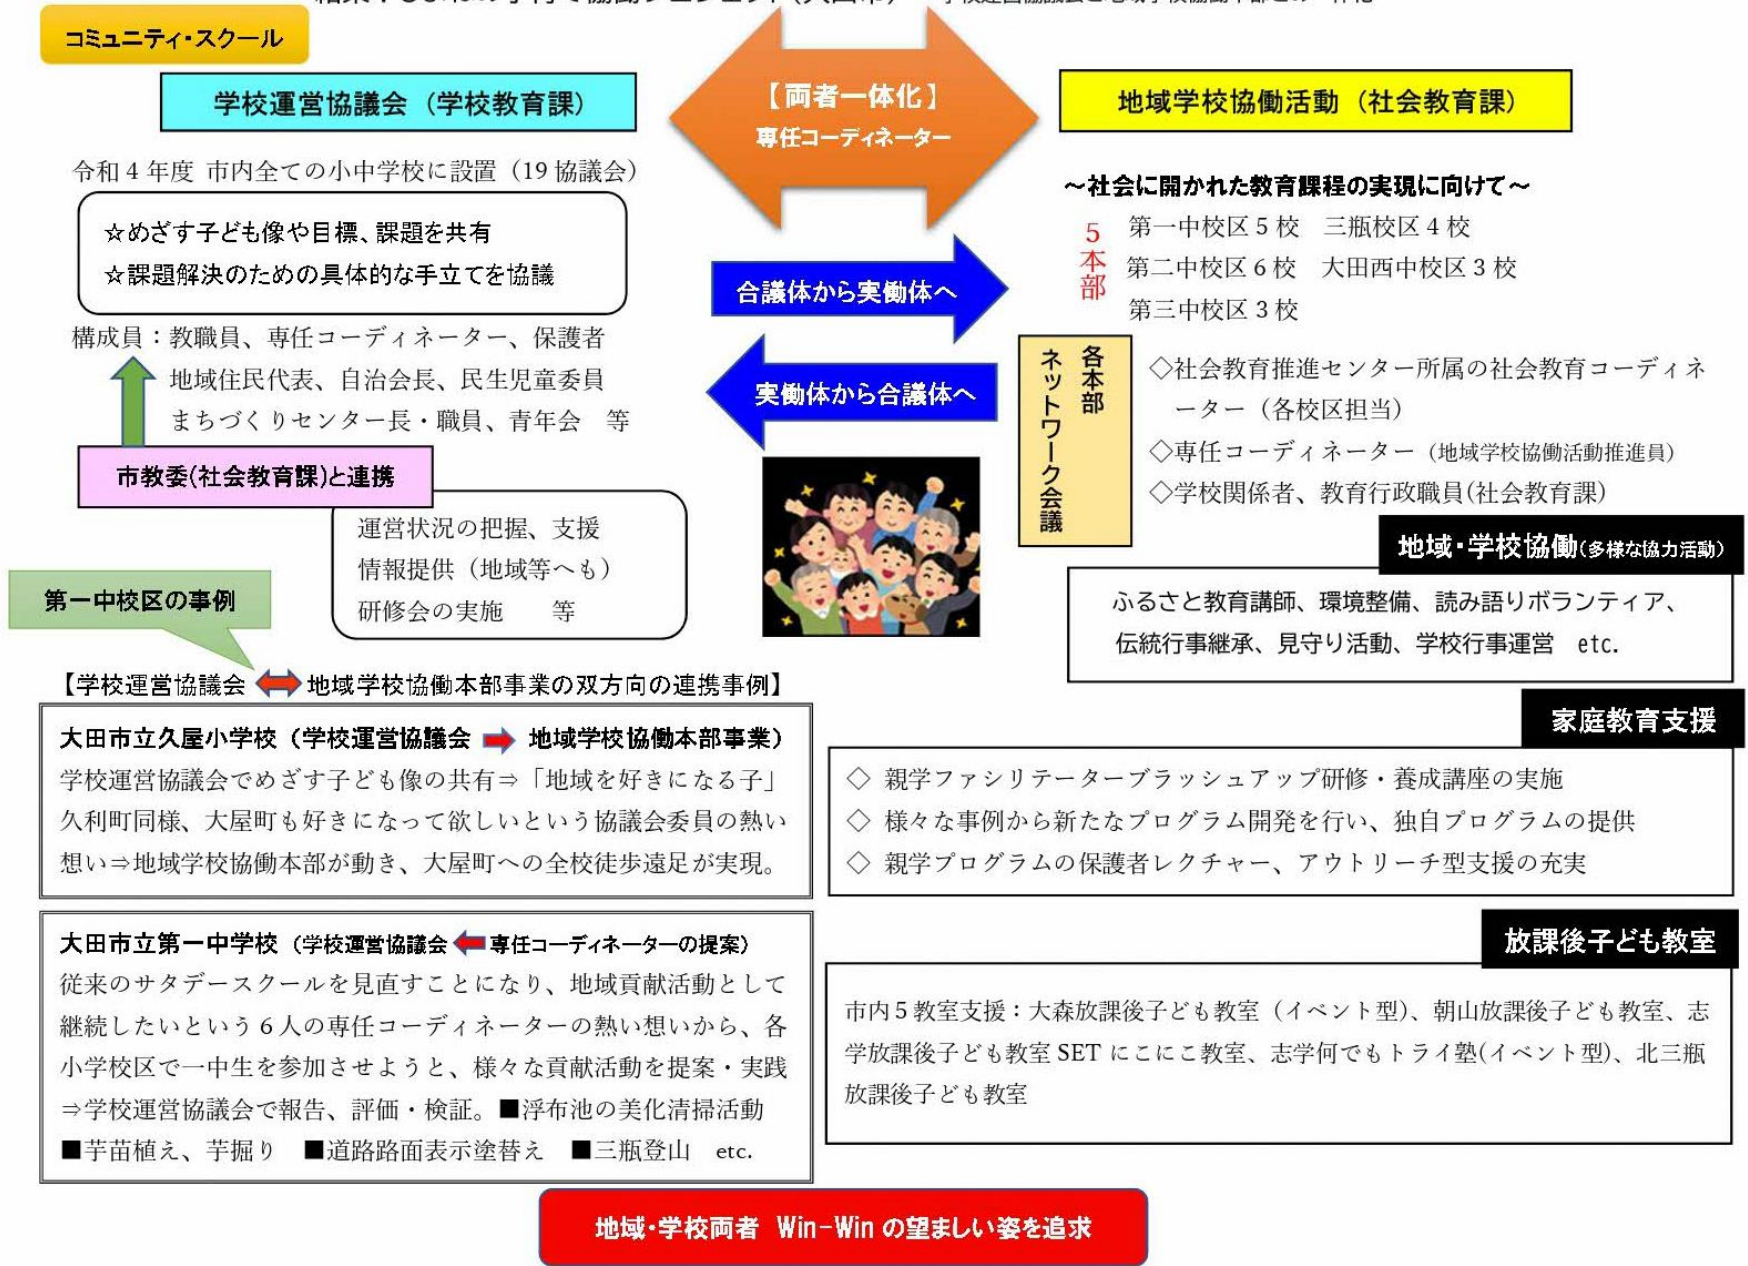 コミュニティ・スクール
学校運営協議会（学校教育課）
令和4年度 市内全ての小中学校に設置（19協議会）
☆めざす子ども像や目標、課題を共有
☆課題解決のための具体的な手立てを協議
構成員：教職員、専任コーディネーター、保護者
地域住民代表、自治会長、民生児童委員
まちづくりセンター長・職員、青年会　等
市教委(社会教育課)と連携
運営状況の把握、支援
情報提供（地域等へも）
研修会の実施　　等
【両者一体化】
専任コーディネーター
合議体から実働体へ
実働体から合議体へ
地域学校協働活動（社会教育課）
～社会に開かれた教育課程の実現に向けて～
5本部
第一中校区5校　三瓶校区4校
第二中校区6校　大田西中校区3校
第三中校区3校
各本部
ネットワーク会議
◇社会教育推進センター所属の社会教育コーディネ
ーター（各校区担当）
◇専任コーディネーター（地域学校協働活動推進員）
◇学校関係者、教育行政職員(社会教育課)
地域・学校協働(多様な協力活動)
ふるさと教育講師、環境整備、読み語りボランティア、
伝統行事継承、見守り活動、学校行事運営　etc.
第一中校区の事例
【学校運営協議会 ⇔ 地域学校協働本部事業の双方向の連携事例】
大田市立久屋小学校（学校運営協議会 ➡ 地域学校協働本部事業）
学校運営協議会でめざす子ども像の共有⇒「地域を好きになる子」
久利町同様、大屋町も好きになって欲しいという協議会委員の熱い
想い⇒地域学校協働本部が動き、大屋町への全校徒歩遠足が実現。
大田市立第一中学校（学校運営協議会 ⬅ 専任コーディネーターの提案）
従来のサタデースクールを見直すことになり、地域貢献活動として
継続したいという6人の専任コーディネーターの熱い想いから、各
小学校区で一中生を参加させようと、様々な貢献活動を提案・実践
⇒学校運営協議会で報告、評価・検証。■浮布池の美化清掃活動
■芋苗植え、芋掘り　■道路路面表示塗替え　■三瓶登山　etc.
家庭教育支援
◇ 親学ファシリテーターブラッシュアップ研修・養成講座の実施
◇ 様々な事例から新たなプログラム開発を行い、独自プログラムの提供
◇ 親学プログラムの保護者レクチャー、アウトリーチ型支援の充実
放課後子ども教室
市内5教室支援：大森放課後子ども教室（イベント型)、朝山放課後子ども教室、志
学放課後子ども教室SETにこにこ教室、志学何でもトライ塾(イベント型)、北三瓶
放課後子ども教室
地域・学校両者　Win-Winの望ましい姿を追求